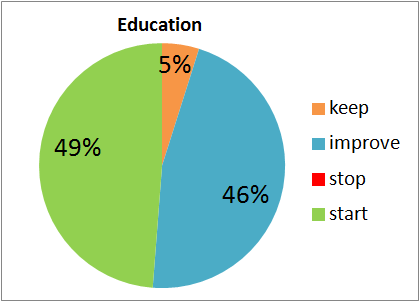 Education
5%
49%
46%
keep
improve
stop
start